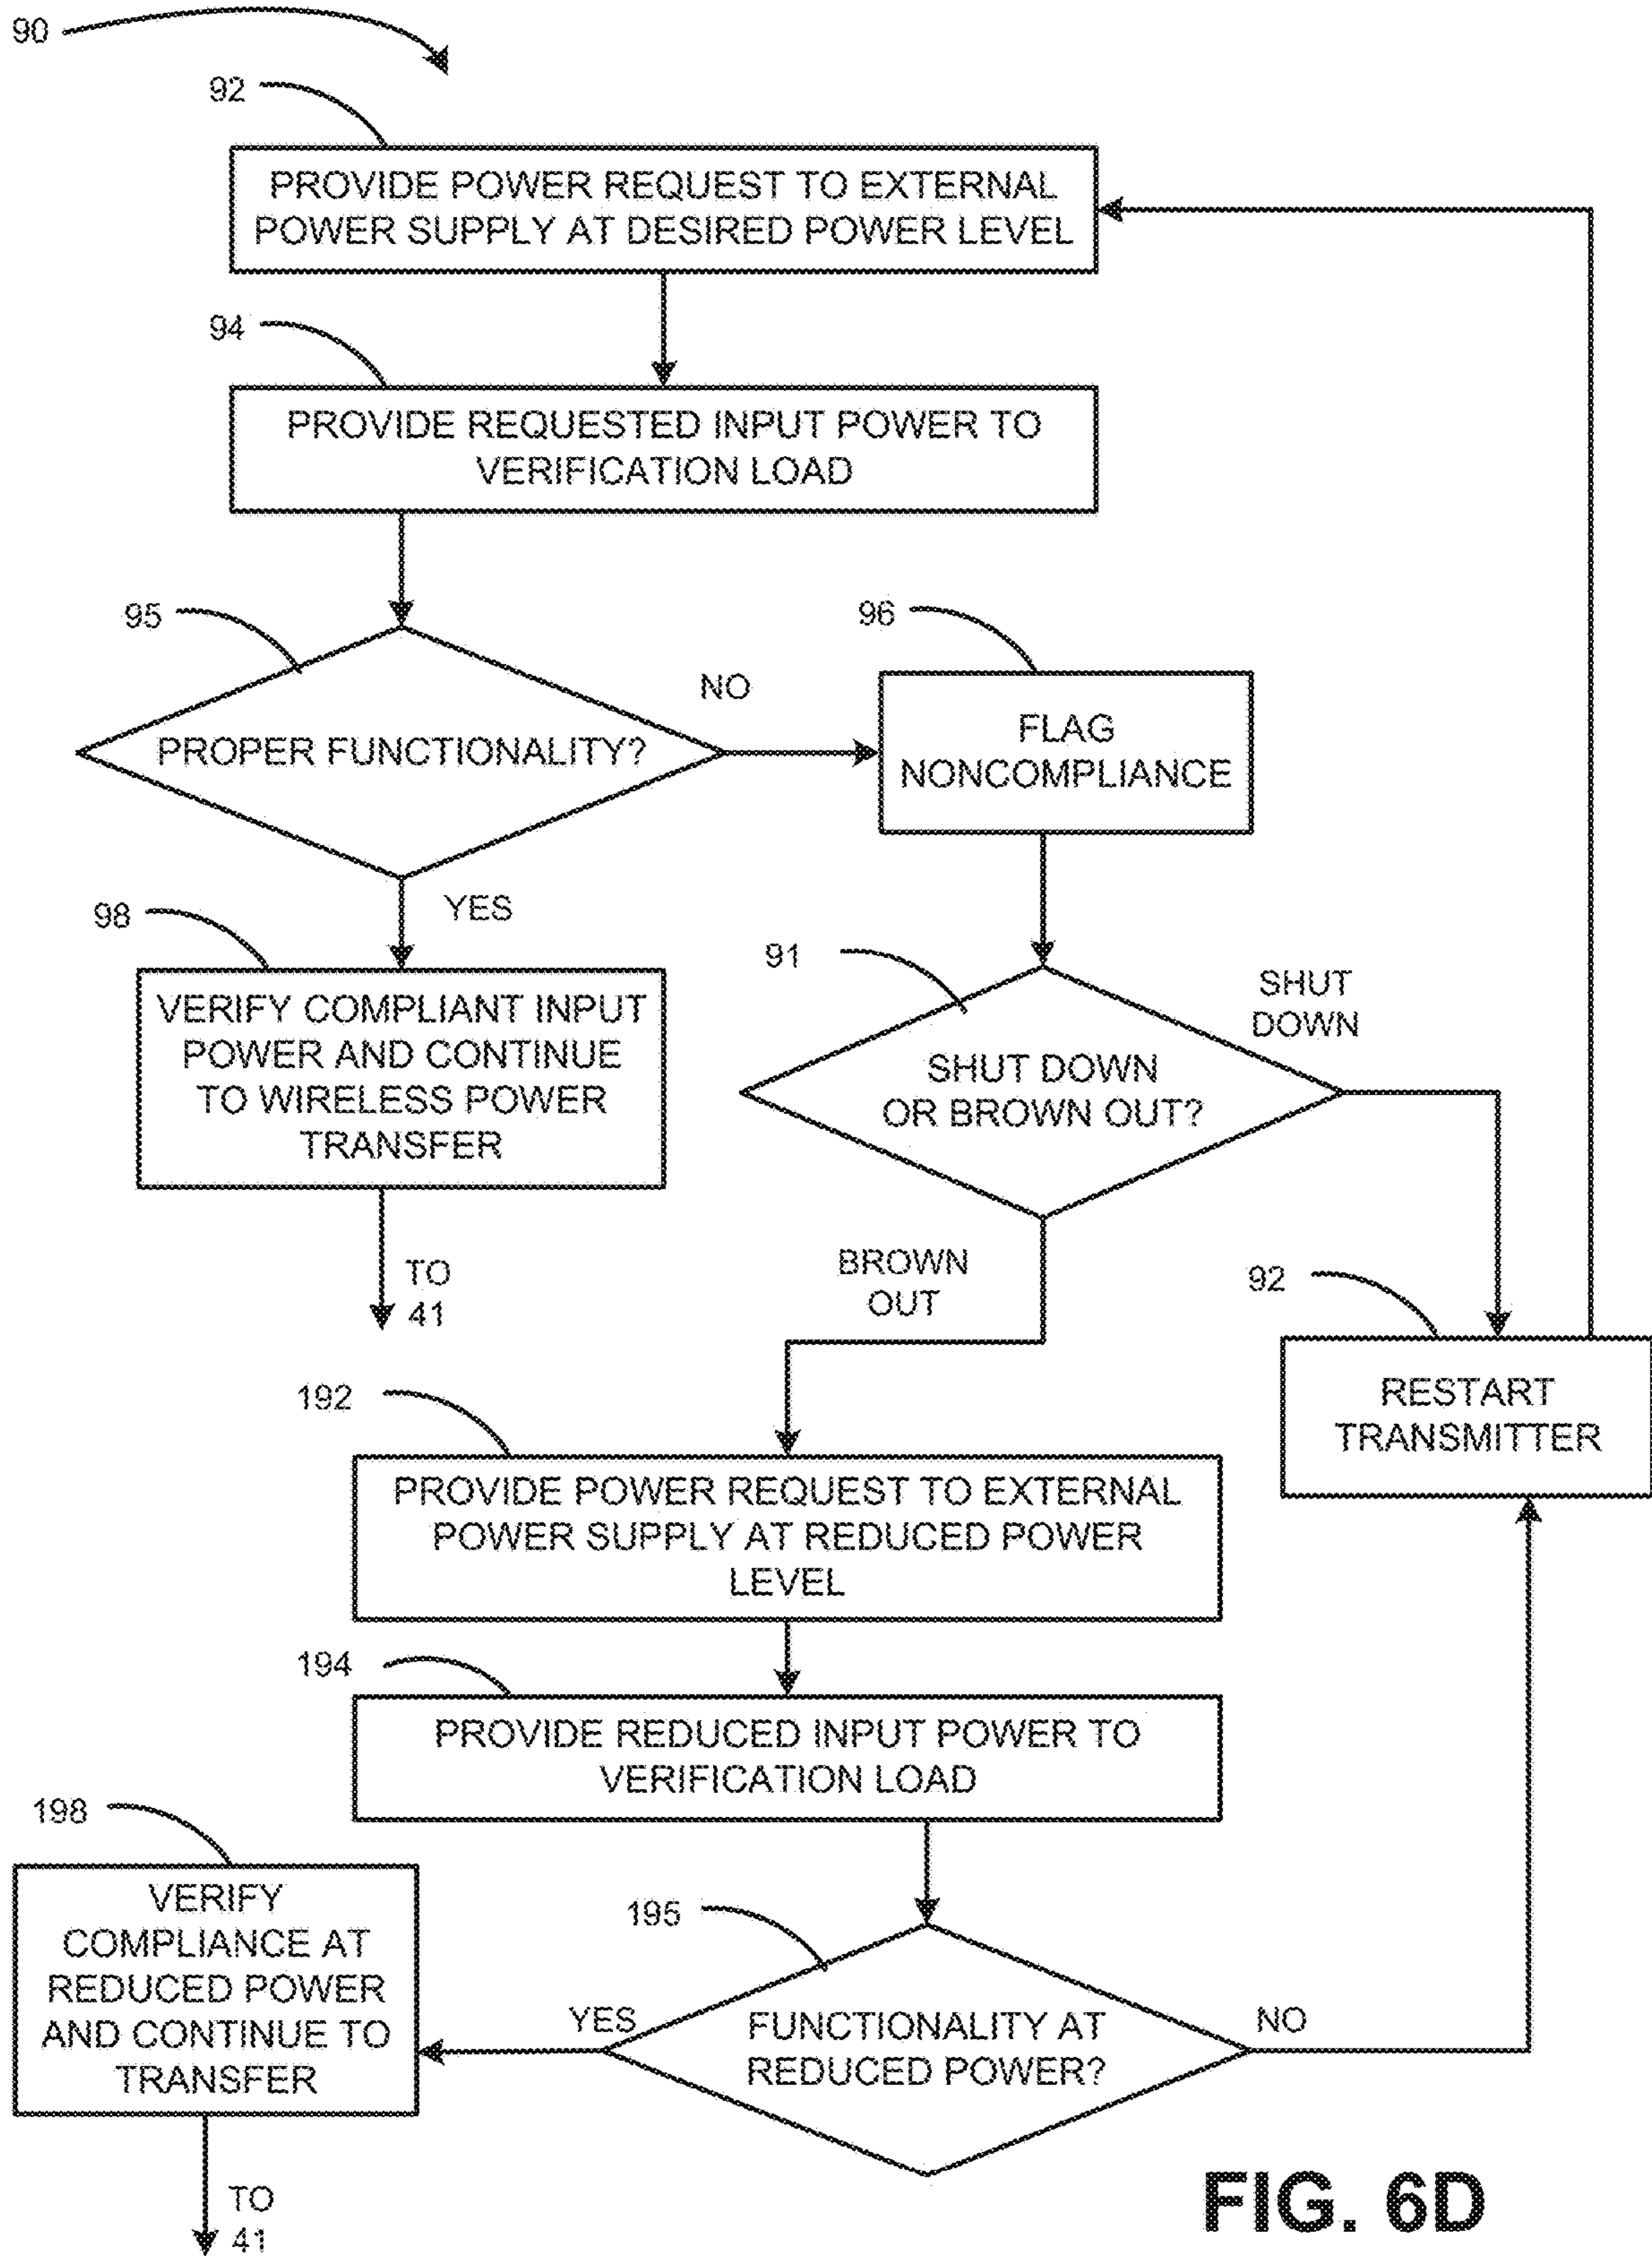 90
92
PROVIDE POWER REQUEST TO EXTERNAL
POWER SUPPLY AT DESIRED POWER LEVEL
94
PROVIDE REQUESTED INPUT POWER TO
VERIFICATION LOAD
95
PROPER FUNCTIONALITY?
NO
96
FLAG
NONCOMPLIANCE
YES
98
VERIFY COMPLIANT INPUT
POWER AND CONTINUE
TO WIRELESS POWER
TRANSFER
TO
41
91
SHUT DOWN
OR BROWN OUT?
SHUT
DOWN
BROWN
OUT
92
RESTART
TRANSMITTER
192
PROVIDE POWER REQUEST TO EXTERNAL
POWER SUPPLY AT REDUCED POWER
LEVEL
194
PROVIDE REDUCED INPUT POWER TO
VERIFICATION LOAD
195
FUNCTIONALITY AT
REDUCED POWER?
YES
NO
198
VERIFY
COMPLIANCE AT
REDUCED POWER
AND CONTINUE TO
TRANSFER
TO
41
FIG. 6D